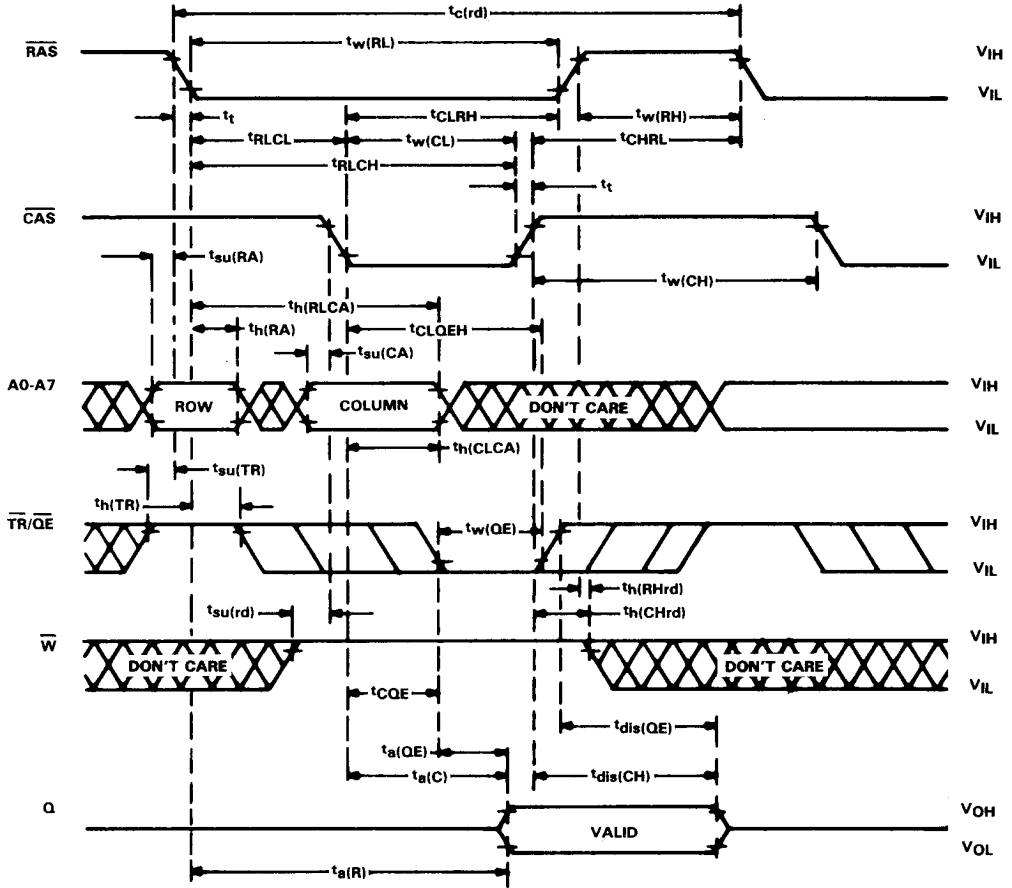 tc(rd)
RAS
tw(RL)
VIH
VIL
tt
tCLRH
tw(RH)
tRLCL
tw(CL)
tCHRL
tRLCH
tt
CAS
VIH
VIL
tsu(RA)
tw(CH)
th(RLCA)
th(RA)
tCLQEH
tsu(CA)
A0-A7
ROW
COLUMN
DON'T CARE
VIH
VIL
th(CLCA)
tsu(TR)
th(TR)
TR/QE
tw(QE)
VIH
VIL
th(RHrd)
tsu(rd)
th(CHrd)
W
DON'T CARE
DON'T CARE
VIH
VIL
tCQE
tdis(QE)
ta(QE)
ta(C)
tdis(CH)
Q
VALID
VOH
VOL
ta(R)